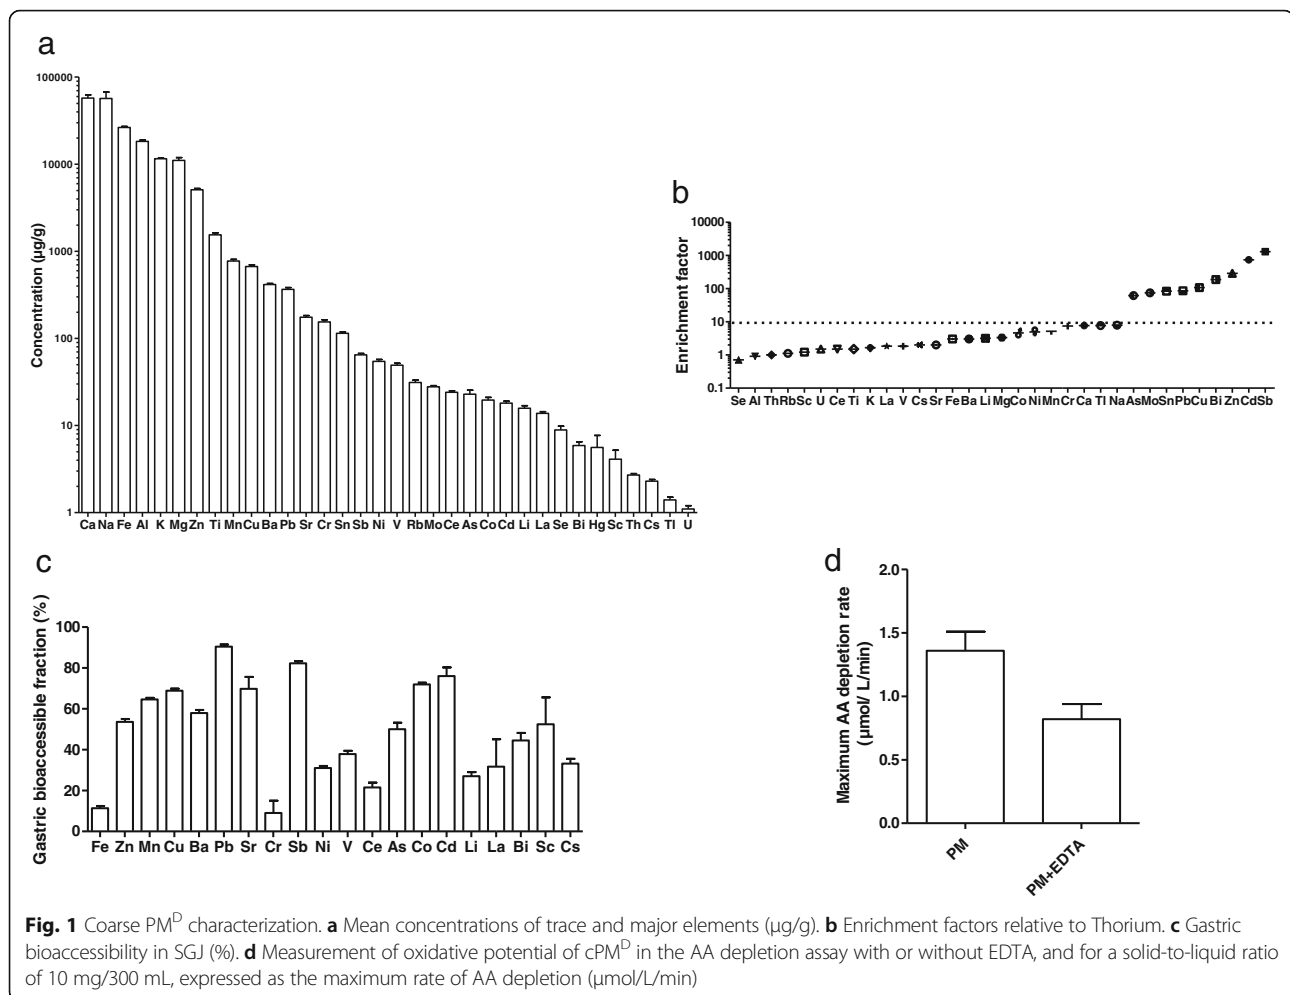 a
100000
10000
1000
100
10
1
Concentration (µg/g)
Ca Na Fe Al K Mg Zn Ti Mn Cu Ba Pb Sr Cr Sn Sb Ni V Rb Mo Ce As Co Cd Li La Se Bi Hg Sc Th Cs Tl U
b
10000
1000
100
10
1
0.1
Enrichment factor
Se Al Th Rb Sc U Ce Ti K La V Cs Sr Fe Ba Li Mg Co Ni Mn Cr Ca Tl Na As Mo Sn Pb Cu Bi Zn Cd Sb
c
100
80
60
40
20
0
Gastric bioaccessible fraction (%)
Fe Zn Mn Cu Ba Pb Sr Cr Sb Ni V Ce As Co Cd Li La Bi Sc Cs
d
2.0
1.5
1.0
0.5
0.0
Maximum AA depletion rate
(µmol/ L/min)
PM
PM+EDTA
Fig. 1 Coarse PMD characterization. a Mean concentrations of trace and major elements (µg/g). b Enrichment factors relative to Thorium. c Gastric
bioaccessibility in SGJ (%). d Measurement of oxidative potential of cPMD in the AA depletion assay with or without EDTA, and for a solid-to-liquid ratio
of 10 mg/300 mL, expressed as the maximum rate of AA depletion (µmol/L/min)